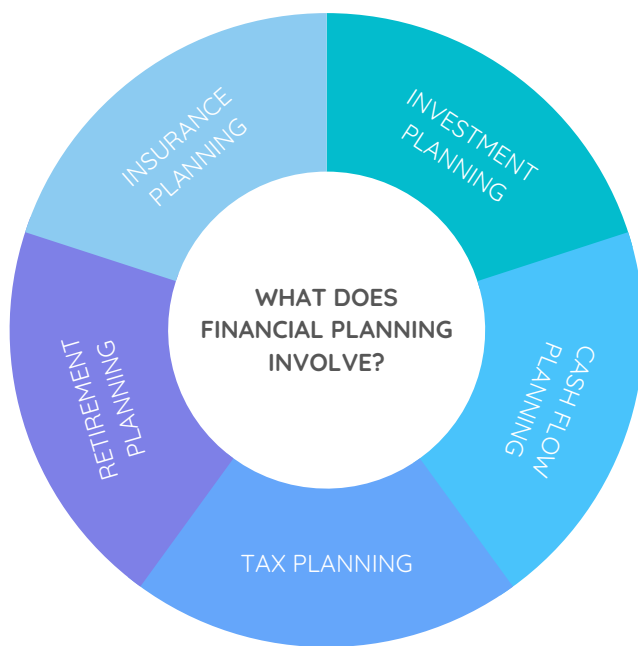 WHAT DOES
FINANCIAL PLANNING
INVOLVE?
INVESTMENT
PLANNING
CASH FLOW
PLANNING
TAX PLANNING
RETIREMENT
PLANNING
INSURANCE
PLANNING